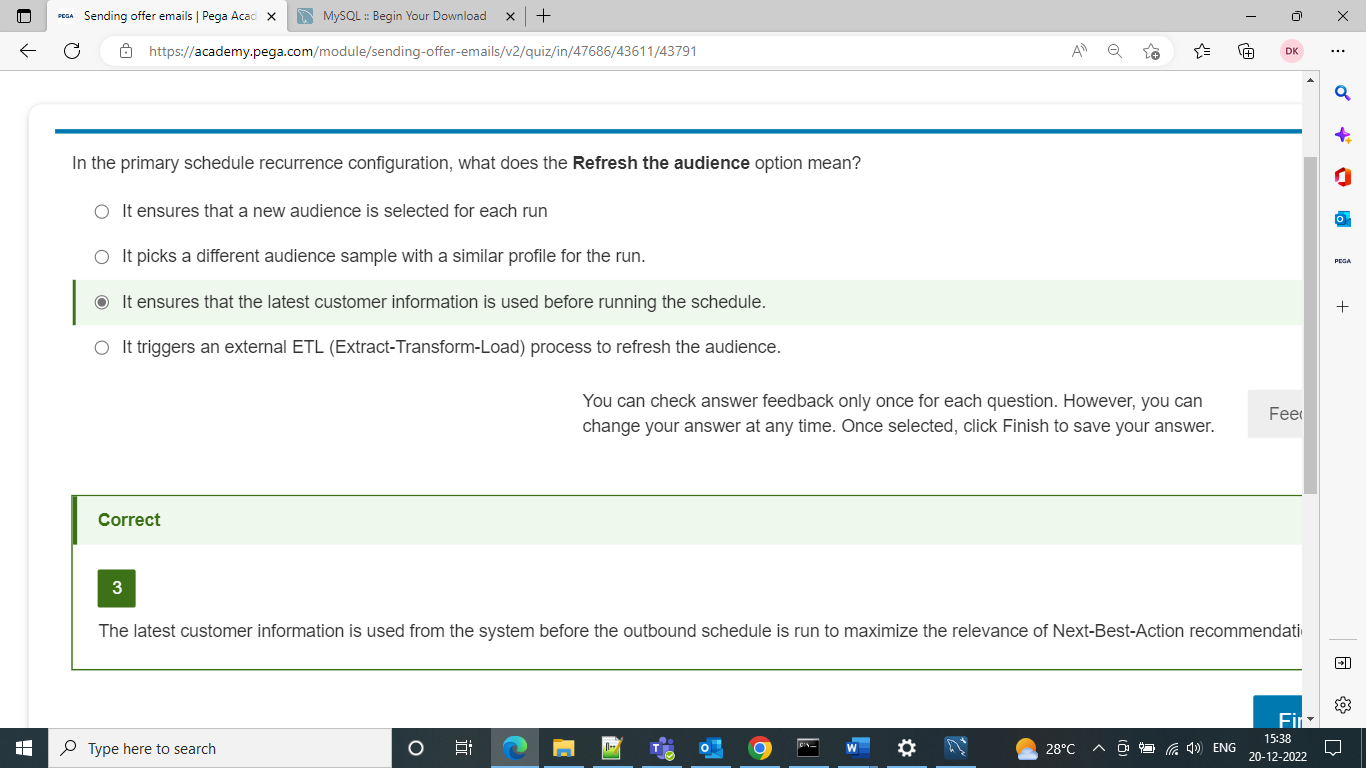 PEGA Sending offer emails | Pega Acad
MySQL :: Begin Your Download
https://academy.pega.com/module/sending-offer-emails/v2/quiz/in/47686/43611/43791
DK
In the primary schedule recurrence configuration, what does the Refresh the audience option mean?
It ensures that a new audience is selected for each run
It picks a different audience sample with a similar profile for the run.
It ensures that the latest customer information is used before running the schedule.
It triggers an external ETL (Extract-Transform-Load) process to refresh the audience.
You can check answer feedback only once for each question. However, you can
change your answer at any time. Once selected, click Finish to save your answer.
Feed
Correct
3
The latest customer information is used from the system before the outbound schedule is run to maximize the relevance of Next-Best-Action recommendati
Fin
PEGA
Type here to search
28°C
ENG
15:38
20-12-2022